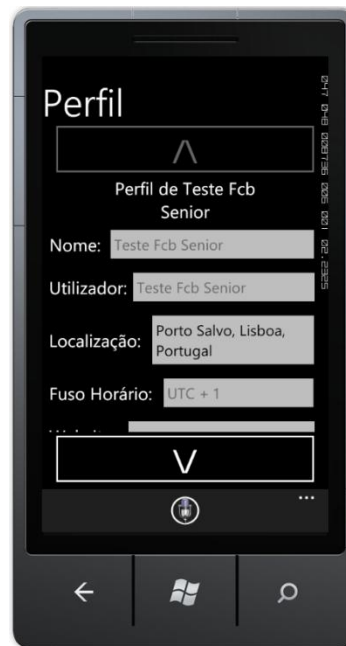 Perfil
Λ
Perfil de Teste Fcb
Senior
Nome: Teste Fcb Senior
Utilizador: Teste Fcb Senior
Localização: Porto Salvo, Lisboa,
Portugal
Fuso Horário: UTC + 1
V
...